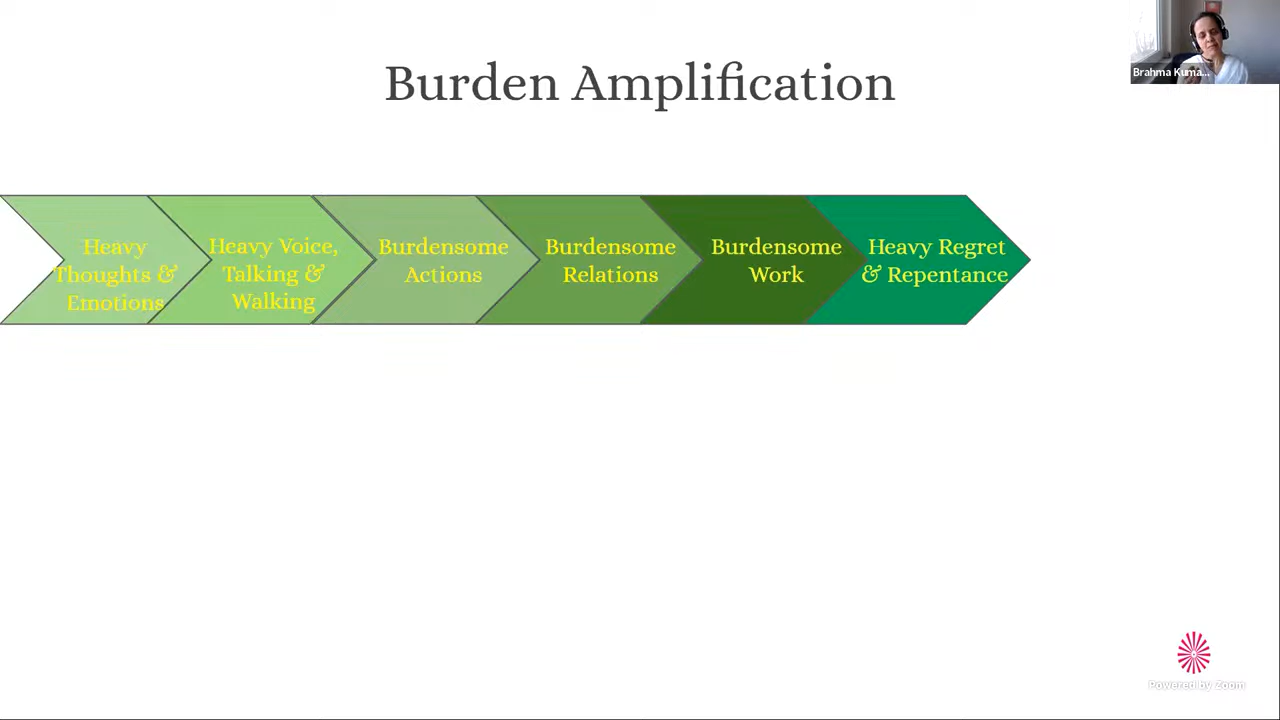 Burden Amplification
Brahma Kuma...
Heavy
Thoughts &
Emotions
Heavy Voice,
Talking &
Walking
Burdensome
Actions
Burdensome
Relations
Burdensome
Work
Heavy Regret
& Repentance
Powered by Zoom